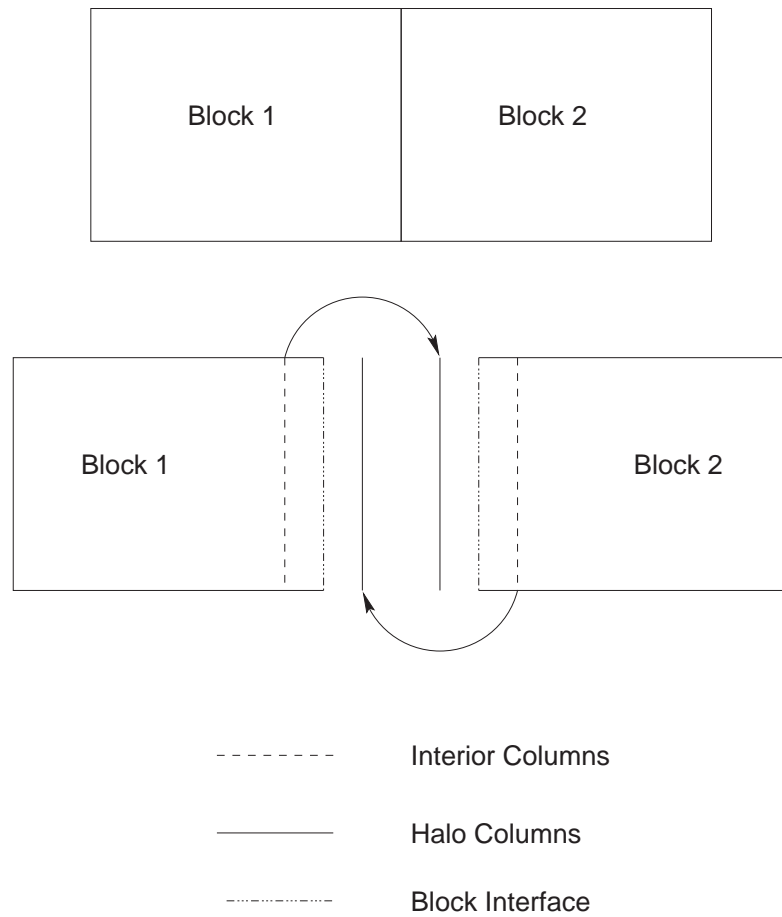 Block 1
Block 2
Block 1
Block 2
Interior Columns
Halo Columns
Block Interface